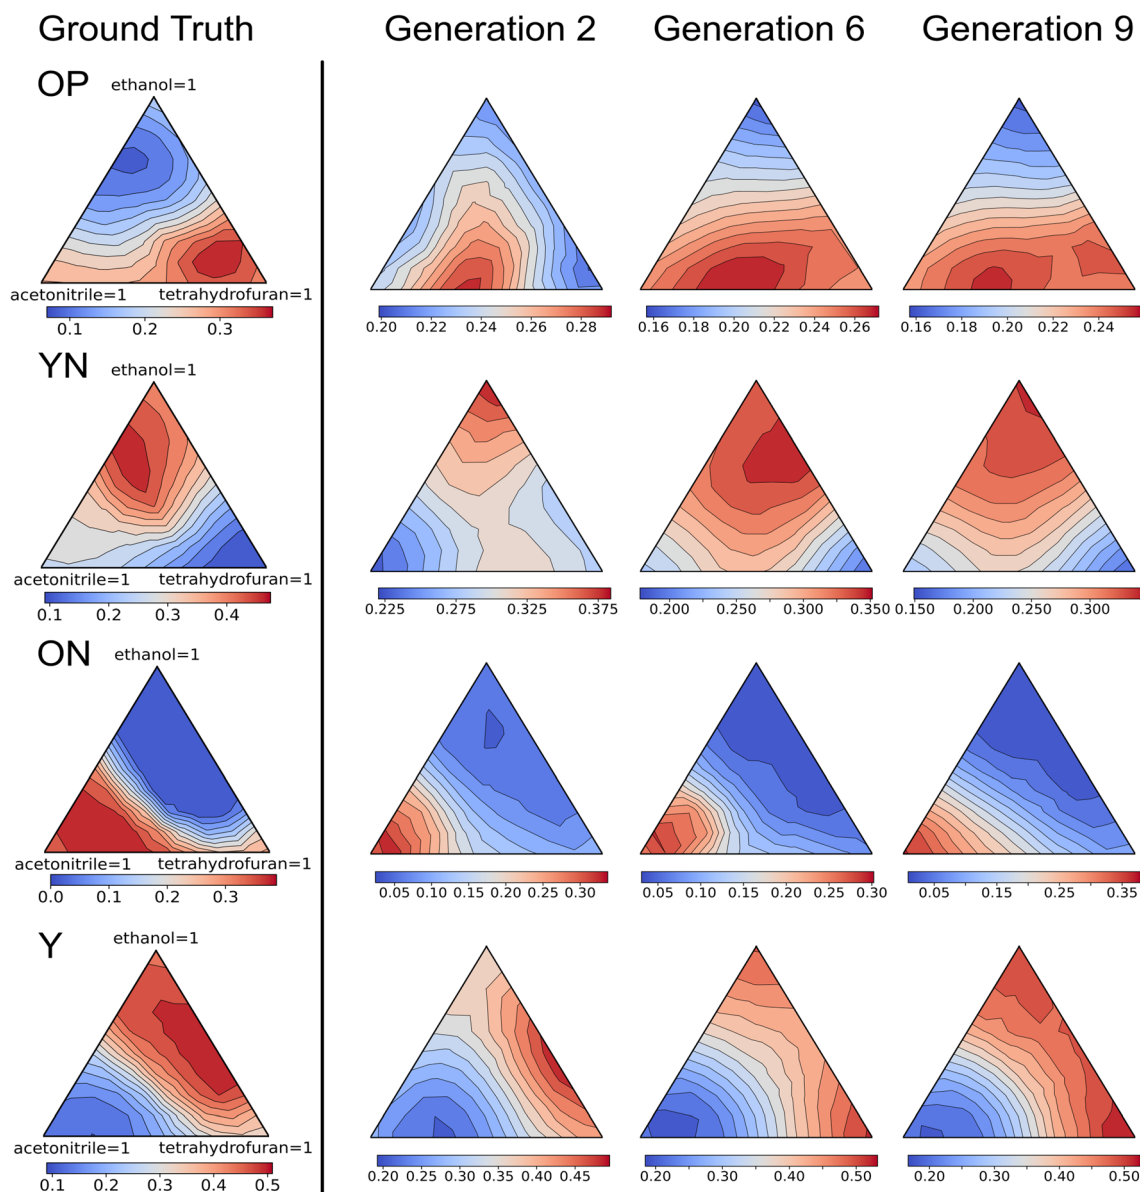 Ground Truth Generation 2 Generation 6 Generation 9
OP ethanol=1
acetonitrile=1 tetrahydrofuran=1
0.1 0.2 0.3
0.20 0.22 0.24 0.26 0.28
0.16 0.18 0.20 0.22 0.24 0.26
0.16 0.18 0.20 0.22 0.24
YN ethanol=1
acetonitrile=1 tetrahydrofuran=1
0.1 0.2 0.3 0.4
0.225 0.275 0.325 0.375
0.200 0.250 0.300 0.350
0.150 0.200 0.250 0.300
ON ethanol=1
acetonitrile=1 tetrahydrofuran=1
0.0 0.1 0.2 0.3
0.05 0.10 0.15 0.20 0.25 0.30
0.05 0.10 0.15 0.20 0.25 0.30
0.05 0.15 0.25 0.35
Y ethanol=1
acetonitrile=1 tetrahydrofuran=1
0.1 0.2 0.3 0.4 0.5
0.20 0.25 0.30 0.35 0.40 0.45
0.20 0.30 0.40 0.50
0.20 0.30 0.40 0.50